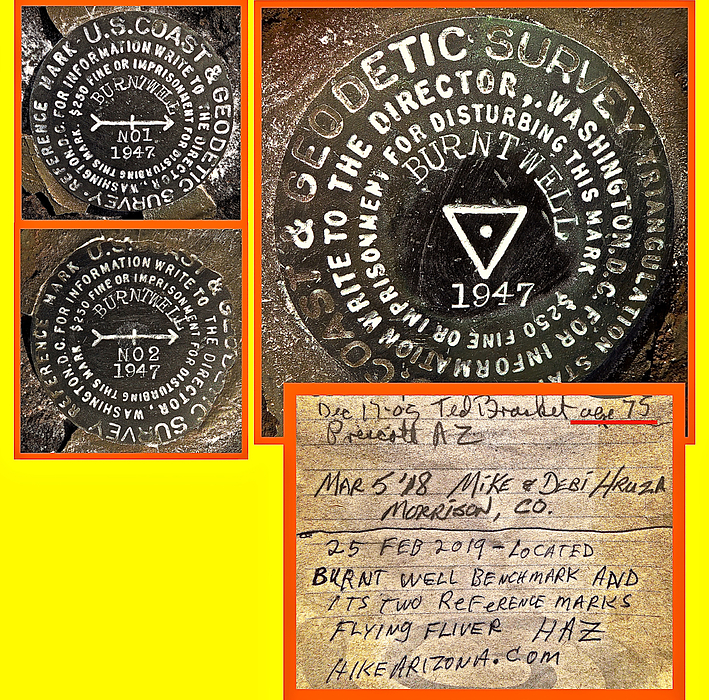 REFERENCE MARK U.S. COAST & GEODETIC SURVEY
FOR INFORMATION WRITE TO THE DIRECTOR, WASHINGTON, D.C.
$250 FINE OR IMPRISONMENT FOR DISTURBING THIS MARK.
BURNTWELL
NO 1
1947
REFERENCE MARK U.S. COAST & GEODETIC SURVEY
FOR INFORMATION WRITE TO THE DIRECTOR, WASHINGTON, D.C.
$250 FINE OR IMPRISONMENT FOR DISTURBING THIS MARK.
BURNTWELL
NO 2
1947
COAST & GEODETIC SURVEY TRIANGULATION STA
FOR INFORMATION WRITE TO THE DIRECTOR, WASHINGTON, D.C.
$250 FINE OR IMPRISONMENT FOR DISTURBING THIS MARK
BURNTWELL
1947
Dec 17-05 Ted Bracket age 75
Prescott AZ
MAR 5 '18 MIKE & DEBI HRUZA
MORRISON, CO.
25 FEB 2019 - LOCATED
BURNT WELL BENCHMARK AND
ITS TWO REFERENCE MARKS
FLYING FLIVER HAZ
HIKEARIZONA.COM